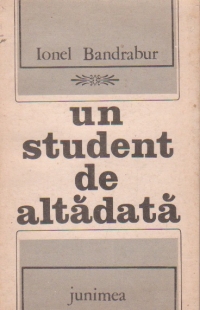 Ionel Bandrabur
un
student
de
altădată
junimea